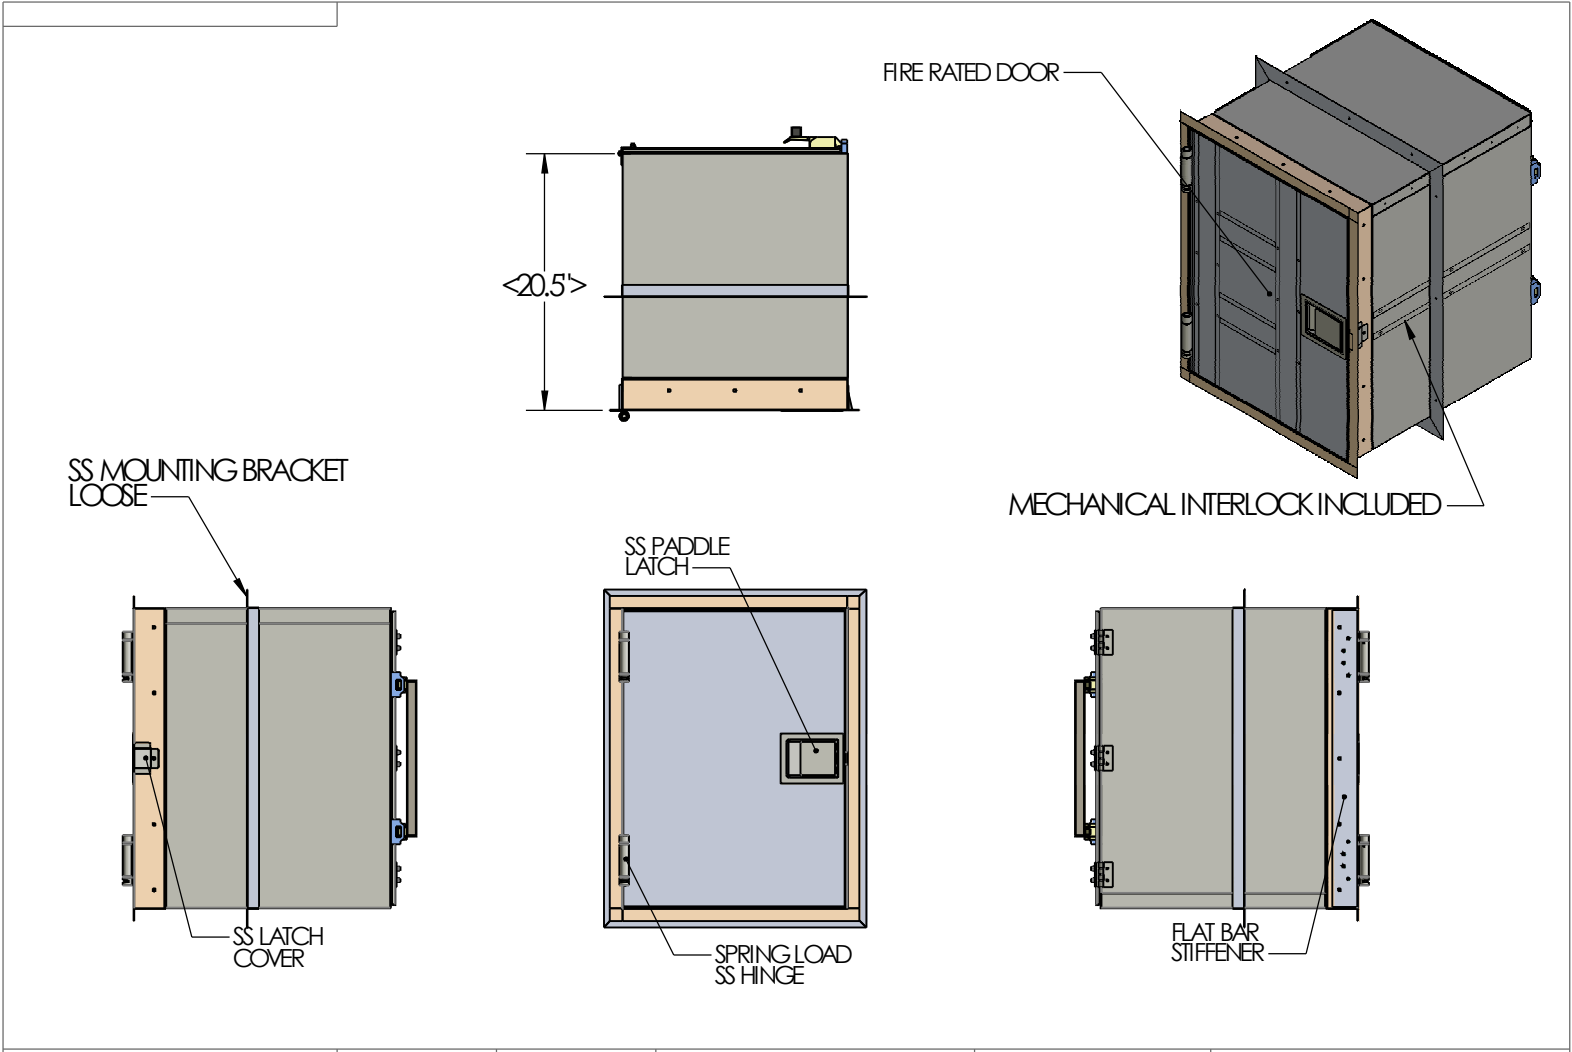 FIRE RATED DOOR
<20.5">
SS MOUNTING BRACKET
LOOSE
MECHANICAL INTERLOCK INCLUDED
SS PADDLE
LATCH
SS LATCH
COVER
SPRING LOAD
SS HINGE
FLAT BAR
STIFFENER